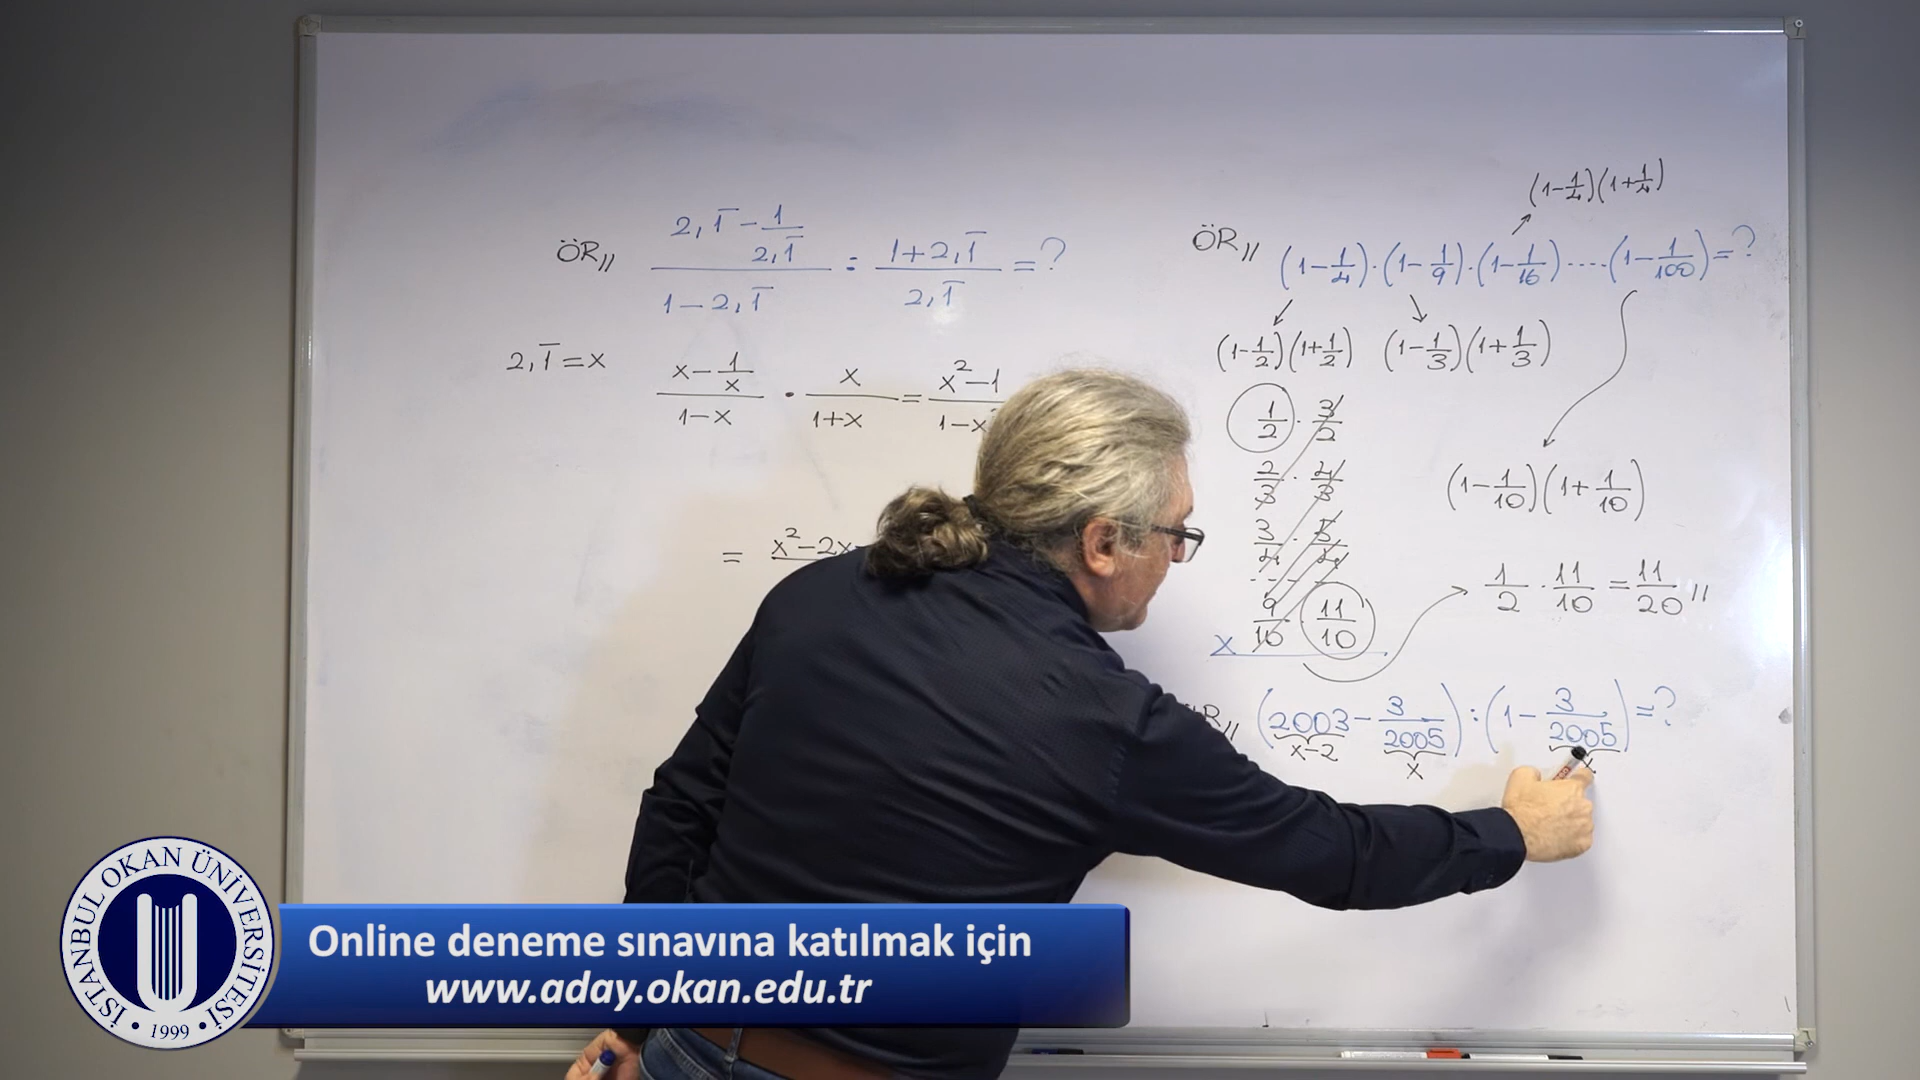 ÖR// (2,1̅ − 1/2,1̅)/(1 − 2,1̅) : (1 + 2,1̅)/2,1̅ = ?
2,1̅ = x
(x − 1/x)/(1 − x) · x/(1 + x) = (x² − 1)/(1 − x
= x² − 2x
(1 − 1/4)(1 + 1/4)
ÖR// (1 − 1/4) · (1 − 1/9) · (1 − 1/16) ..... (1 − 1/100) = ?
(1 − 1/2)(1 + 1/2) (1 − 1/3)(1 + 1/3)
1/2 · 3/2
2/3 · 4/3
(1 − 1/10)(1 + 1/10)
3/4 · 5/4
- - - -
9/10 · 11/10
x
1/2 · 11/10 = 11/20 //
R// (2003 − 3/2005) : (1 − 3/2005) = ?
x−2 x x
Online deneme sınavına katılmak için
www.aday.okan.edu.tr
İSTANBUL OKAN ÜNİVERSİTESİ
• 1999 •